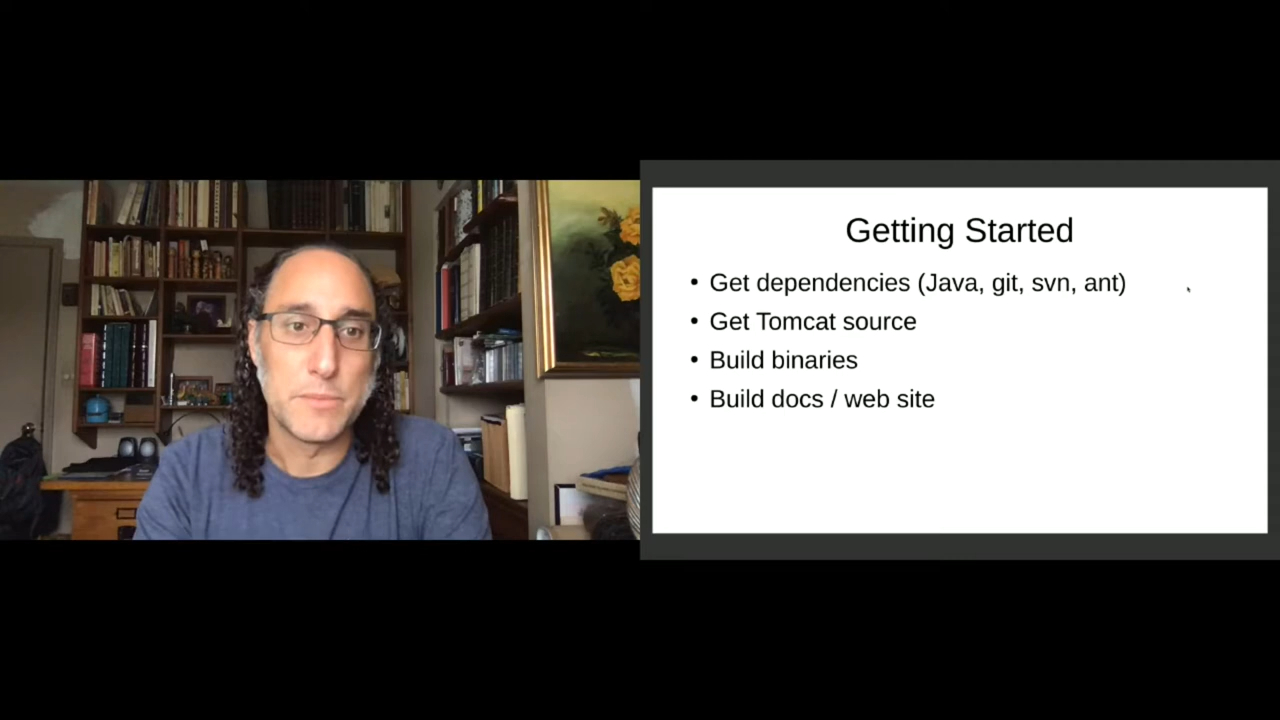 Getting Started
• Get dependencies (Java, git, svn, ant)
• Get Tomcat source
• Build binaries
• Build docs / web site